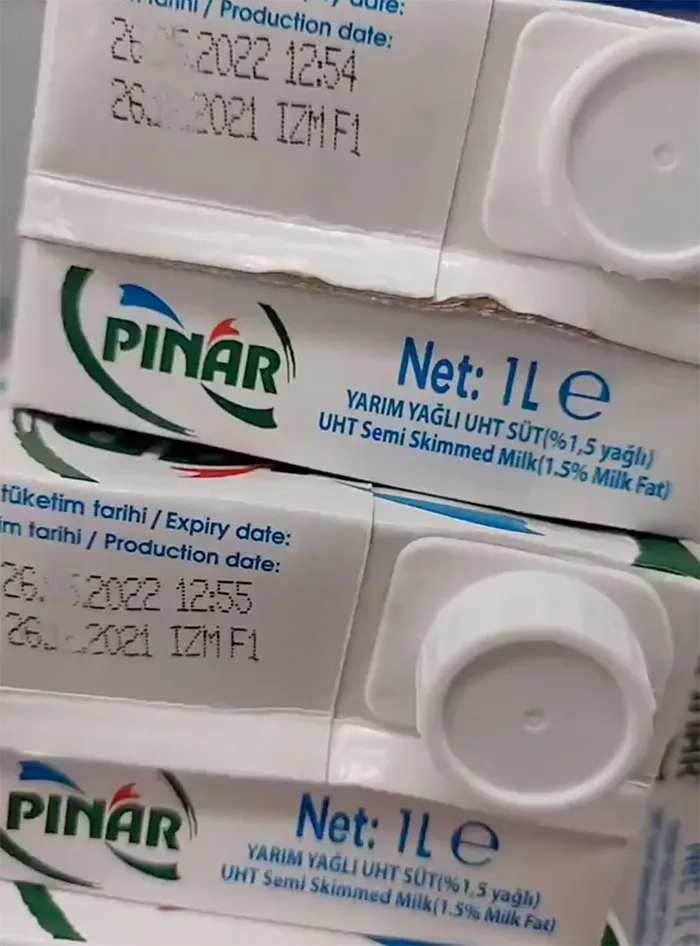 Production date:
2022 12:54
2021 IZM F1
PINAR
Net: 1L e
YARIM YAĞLI UHT SÜT(%1,5 yağlı)
UHT Semi Skimmed Milk(1.5% Milk Fat)
tüketim tarihi / Expiry date:
im tarihi / Production date:
2022 12:55
2021 IZM F1
PINAR
Net: 1L e
YARIM YAĞLI UHT SÜT(%1,5 yağlı)
UHT Semi Skimmed Milk(1.5% Milk Fat)